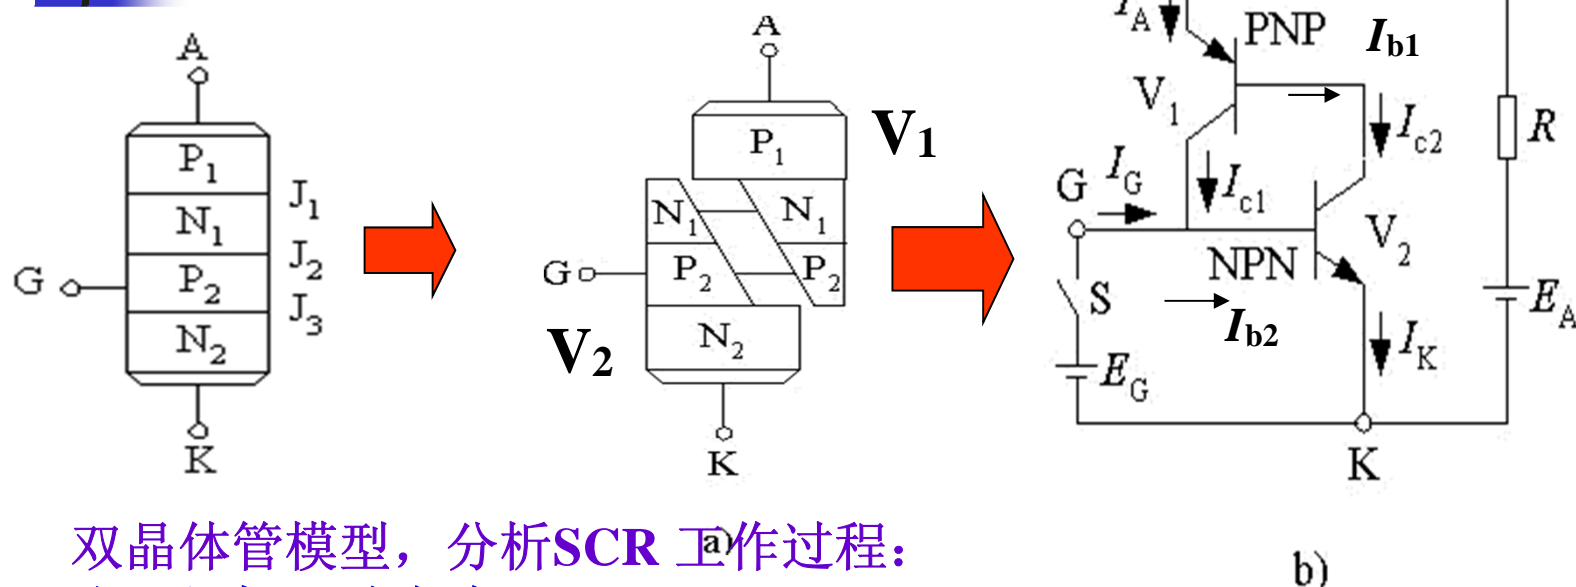 A
P1
N1
P2
N2
J1
J2
J3
G
K
A
V1
P1
N1
N1
P2
P2
G
V2
N2
K
a)
IA
PNP
Ib1
V1
Ic2
R
G
IG
Ic1
V2
NPN
S
Ib2
EA
EG
IK
K
b)
双晶体管模型，分析SCR 工作过程：